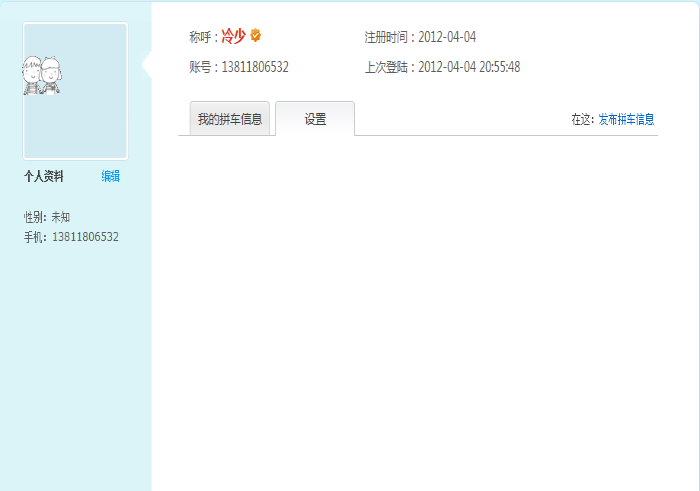 称呼：冷少
注册时间：2012-04-04
账号：13811806532
上次登陆：2012-04-04 20:55:48
我的拼车信息
设置
在这：发布拼车信息
个人资料
编辑
性别：未知
手机：13811806532